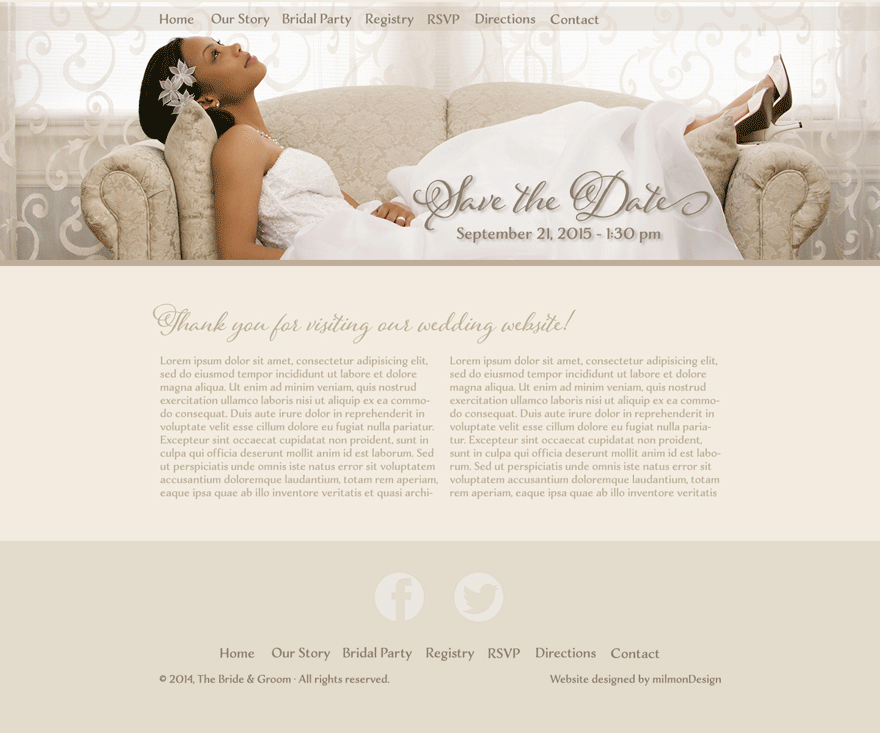 Home Our Story Bridal Party Registry RSVP Directions Contact
Save the Date
September 21, 2015 - 1:30 pm
Thank you for visiting our wedding website!
Lorem ipsum dolor sit amet, consectetur adipisicing elit,
sed do eiusmod tempor incididunt ut labore et dolore
magna aliqua. Ut enim ad minim veniam, quis nostrud
exercitation ullamco laboris nisi ut aliquip ex ea commo-
do consequat. Duis aute irure dolor in reprehenderit in
voluptate velit esse cillum dolore eu fugiat nulla pariatur.
Excepteur sint occaecat cupidatat non proident, sunt in
culpa qui officia deserunt mollit anim id est laborum. Sed
ut perspiciatis unde omnis iste natus error sit voluptatem
accusantium doloremque laudantium, totam rem aperiam,
eaque ipsa quae ab illo inventore veritatis et quasi archi-
Lorem ipsum dolor sit amet, consectetur adipisicing elit,
sed do eiusmod tempor incididunt ut labore et dolore
magna aliqua. Ut enim ad minim veniam, quis nostrud
exercitation ullamco laboris nisi ut aliquip ex ea commo-
do consequat. Duis aute irure dolor in reprehenderit in
voluptate velit esse cillum dolore eu fugiat nulla paria-
tur. Excepteur sint occaecat cupidatat non proident,
sunt in culpa qui officia deserunt mollit anim id est labo-
rum. Sed ut perspiciatis unde omnis iste natus error sit
voluptatem accusantium doloremque laudantium, totam
rem aperiam, eaque ipsa quae ab illo inventore veritatis
Home Our Story Bridal Party Registry RSVP Directions Contact
© 2014, The Bride & Groom · All rights reserved. Website designed by milmonDesign